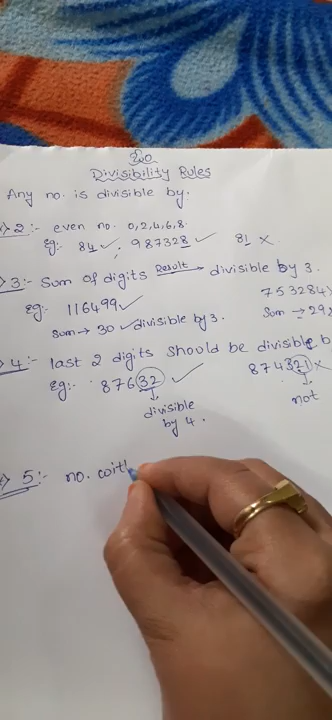 Divisibility Rules
Any no. is divisible by.
2:- even no. 0,2,4,6,8.
Eg:- 84 ✓ ; 987328 ✓ 81 ✗
3:- Sum of digits Result → divisible by 3.
Eg:- 116499 ✓ 753284)
Sum → 30 ✓ divisible by 3. Sum → 29
4:- last 2 digits should be divisible b
Eg:- 87632 ✓ 874321 ✗
divisible by 4. not
5:- no. with